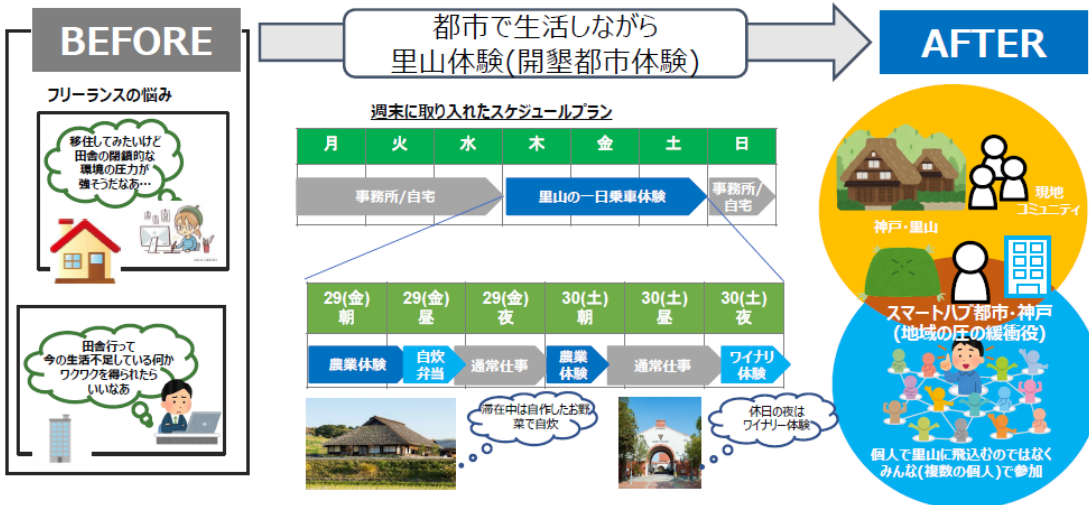 BEFORE
都市で生活しながら
里山体験(開墾都市体験)
AFTER
フリーランスの悩み
移住してみたいけど
田舎の閉鎖的な
環境の圧力が
強そうだなあ…
田舎行って
今の生活不足している何か
ワクワクを得られたら
いいなあ
週末に取り入れたスケジュールプラン
月 火 水 木 金 土 日
事務所/自宅
里山の一日乗車体験
事務所/
自宅
29(金)
朝
29(金)
昼
29(金)
夜
30(土)
朝
30(土)
昼
30(土)
夜
農業体験
自炊
弁当
通常仕事
農業
体験
通常仕事
ワイナリ
体験
滞在中は自作したお野
菜で自炊
休日の夜は
ワイナリー体験
現地
コミュニティ
神戸・里山
スマートハブ都市・神戸
(地域の圧の緩衝役)
個人で里山に飛込むのではなく
みんな(複数の個人)で参加